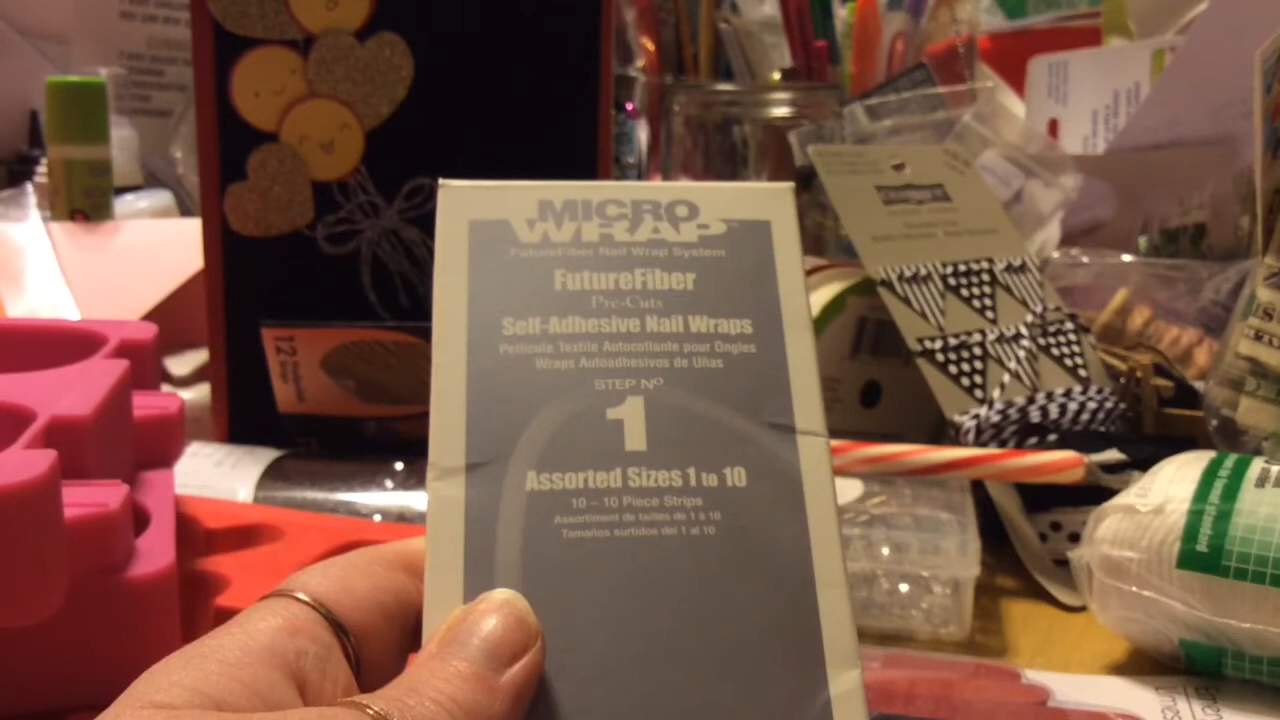 MICRO
WRAP™
FutureFiber Nail Wrap System
FutureFiber
Pre-Cuts
Self-Adhesive Nail Wraps
Pellicule Textile Autocollante pour Ongles
Wraps Autoadhesivos de Uñas
STEP Nº
1
Assorted Sizes 1 to 10
10 – 10 Piece Strips
Assortiment de tailles de 1 à 10
Tamaños surtidos del 1 al 10
12